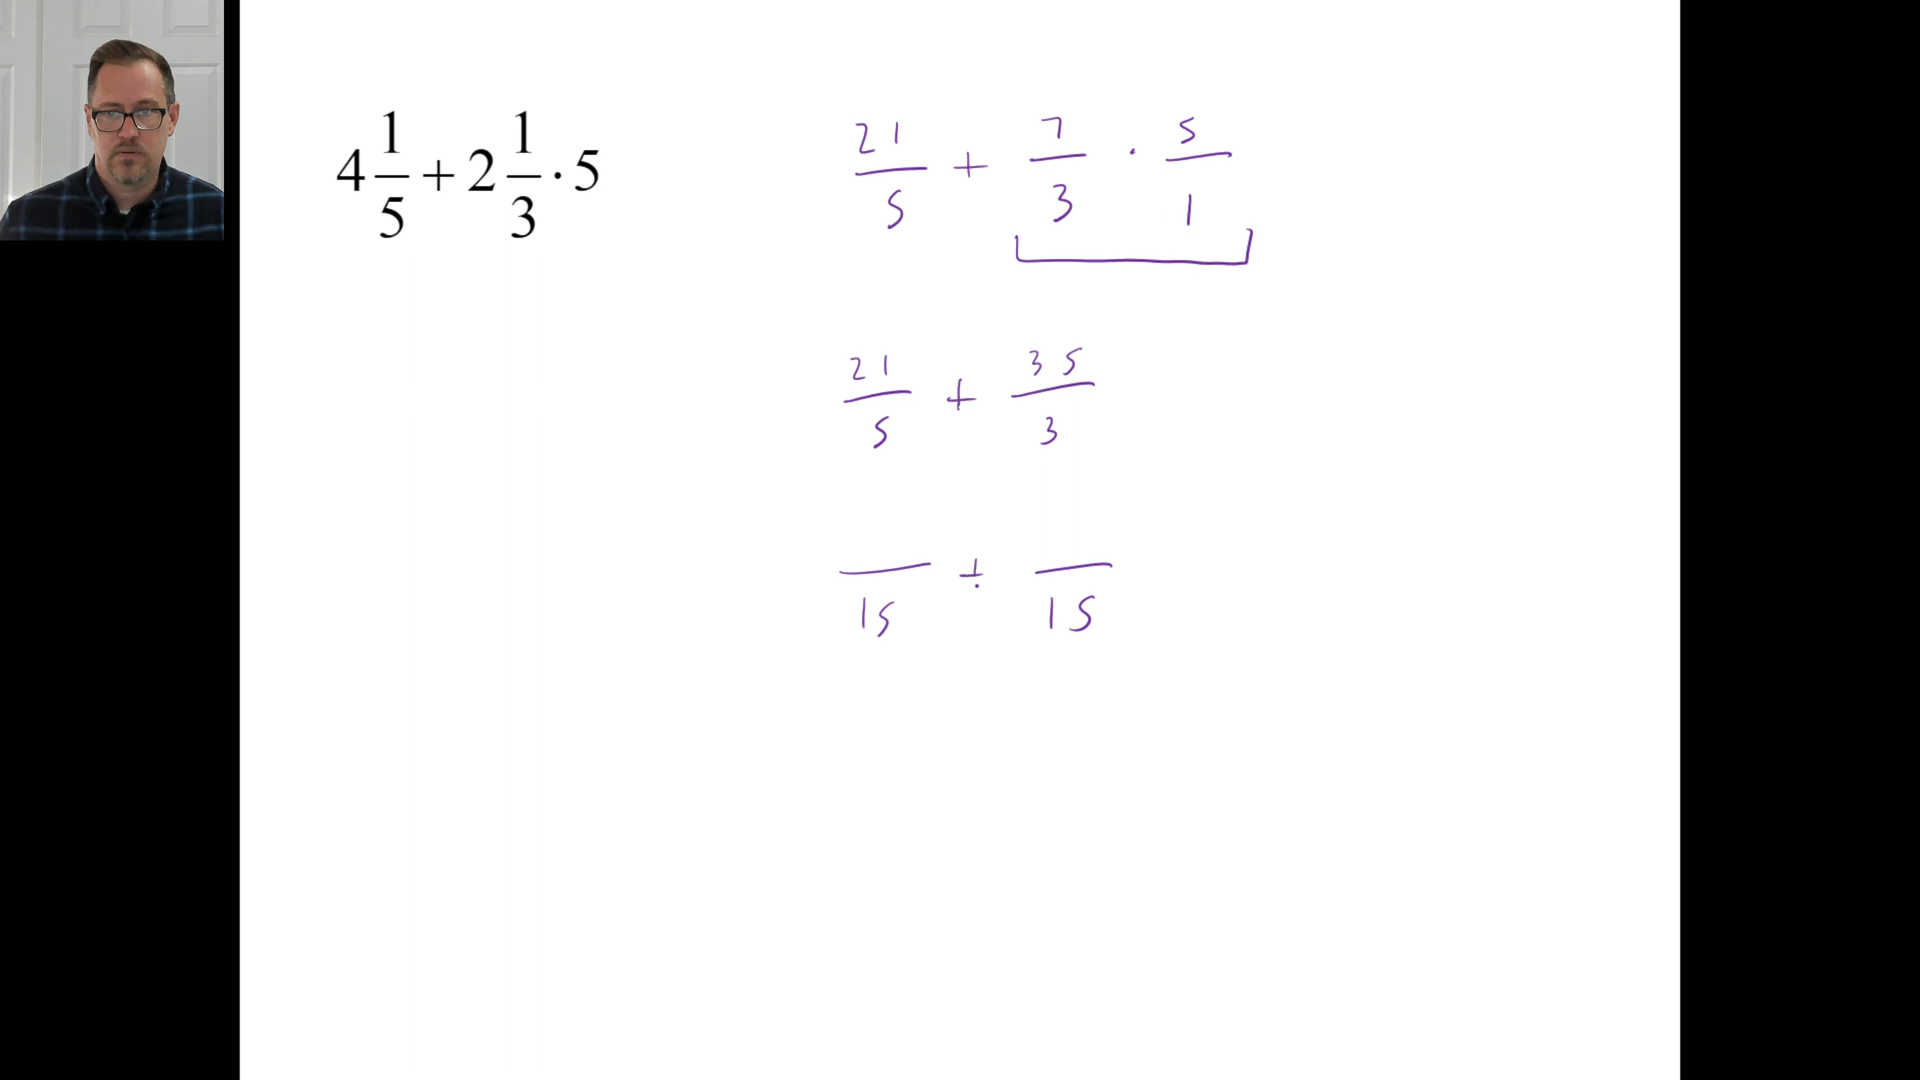 4 1/5 + 2 1/3 · 5
21/5 + 7/3 · 5/1
21/5 + 35/3
/15 + /15